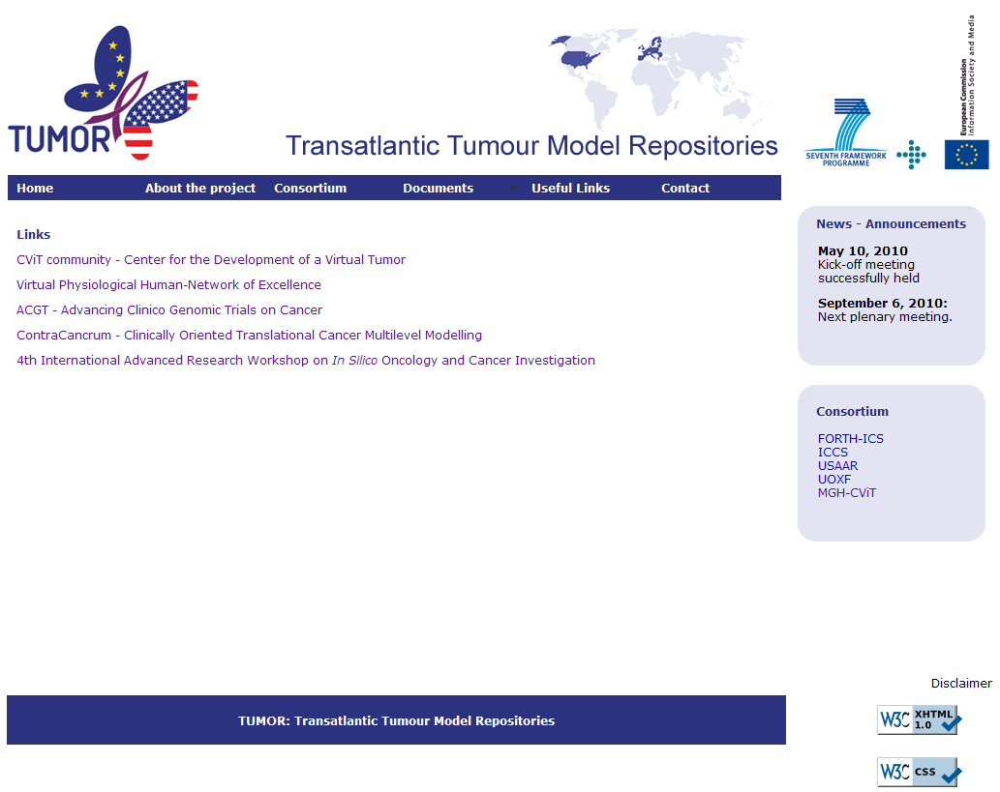 TUMOR
Transatlantic Tumour Model Repositories
SEVENTH FRAMEWORK
PROGRAMME
European Commission
Information Society and Media
Home
About the project
Consortium
Documents
Useful Links
Contact
Links
CViT community - Center for the Development of a Virtual Tumor
Virtual Physiological Human-Network of Excellence
ACGT - Advancing Clinico Genomic Trials on Cancer
ContraCancrum - Clinically Oriented Translational Cancer Multilevel Modelling
4th International Advanced Research Workshop on In Silico Oncology and Cancer Investigation
News - Announcements
May 10, 2010
Kick-off meeting
successfully held
September 6, 2010:
Next plenary meeting.
Consortium
FORTH-ICS
ICCS
USAAR
UOXF
MGH-CViT
Disclaimer
TUMOR: Transatlantic Tumour Model Repositories
W3C XHTML
1.0
W3C CSS